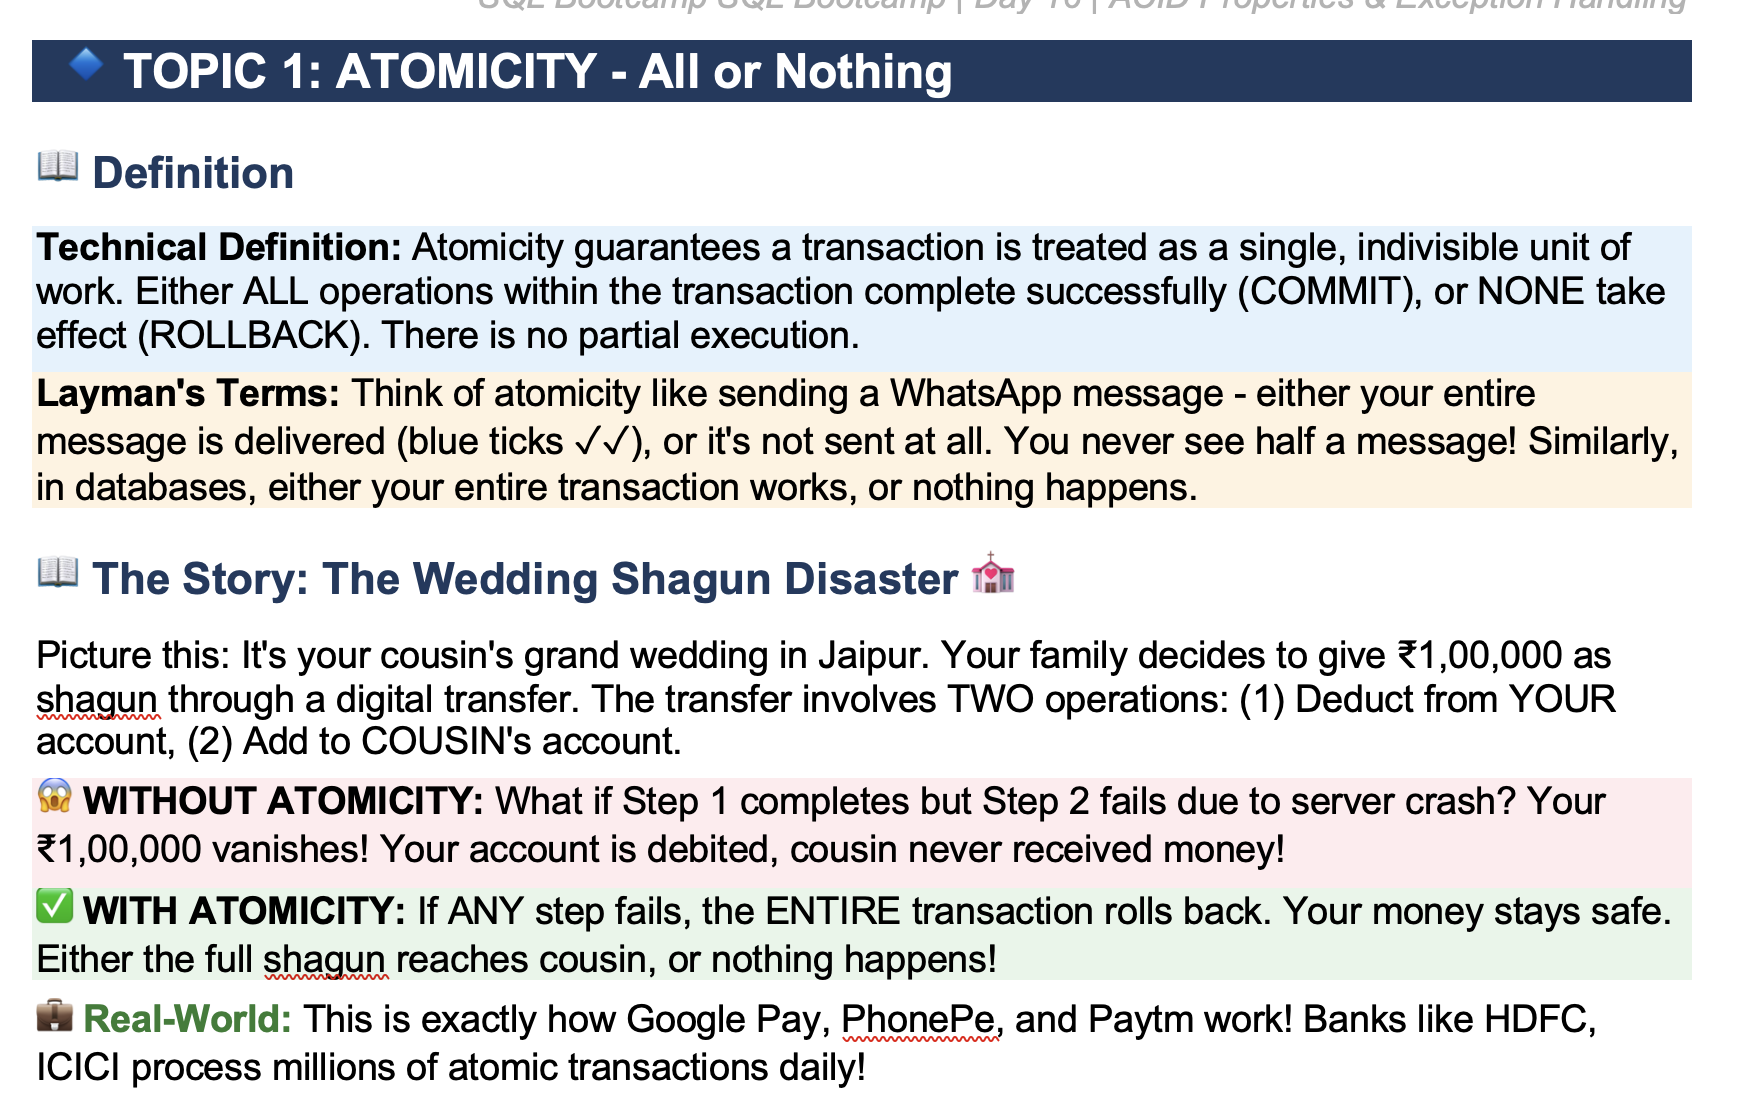 SQL Bootcamp SQL Bootcamp | Day 10 | ACID Properties & Exception Handling
🔹 TOPIC 1: ATOMICITY - All or Nothing
📖 Definition
Technical Definition: Atomicity guarantees a transaction is treated as a single, indivisible unit of
work. Either ALL operations within the transaction complete successfully (COMMIT), or NONE take
effect (ROLLBACK). There is no partial execution.
Layman's Terms: Think of atomicity like sending a WhatsApp message - either your entire
message is delivered (blue ticks ✓✓), or it's not sent at all. You never see half a message! Similarly,
in databases, either your entire transaction works, or nothing happens.
📖 The Story: The Wedding Shagun Disaster 💒
Picture this: It's your cousin's grand wedding in Jaipur. Your family decides to give ₹1,00,000 as
shagun through a digital transfer. The transfer involves TWO operations: (1) Deduct from YOUR
account, (2) Add to COUSIN's account.
😱 WITHOUT ATOMICITY: What if Step 1 completes but Step 2 fails due to server crash? Your
₹1,00,000 vanishes! Your account is debited, cousin never received money!
✅ WITH ATOMICITY: If ANY step fails, the ENTIRE transaction rolls back. Your money stays safe.
Either the full shagun reaches cousin, or nothing happens!
💼 Real-World: This is exactly how Google Pay, PhonePe, and Paytm work! Banks like HDFC,
ICICI process millions of atomic transactions daily!